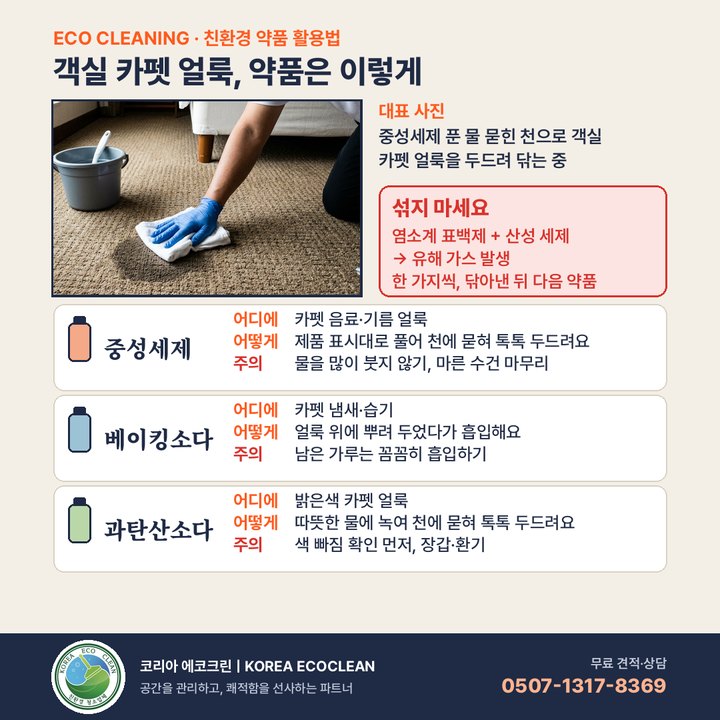 ECO CLEANING · 친환경 약품 활용법
객실 카펫 얼룩, 약품은 이렇게
대표 사진
중성세제 푼 물 묻힌 천으로 객실
카펫 얼룩을 두드려 닦는 중
섞지 마세요
염소계 표백제 + 산성 세제
→ 유해 가스 발생
한 가지씩, 닦아낸 뒤 다음 약품
중성세제
어디에 카펫 음료·기름 얼룩
어떻게 제품 표시대로 풀어 천에 묻혀 톡톡 두드려요
주의 물을 많이 붓지 않기, 마른 수건 마무리
베이킹소다
어디에 카펫 냄새·습기
어떻게 얼룩 위에 뿌려 두었다가 흡입해요
주의 남은 가루는 꼼꼼히 흡입하기
과탄산소다
어디에 밝은색 카펫 얼룩
어떻게 따뜻한 물에 녹여 천에 묻혀 톡톡 두드려요
주의 색 빠짐 확인 먼저, 장갑·환기
KOREA ECO CLEAN
친환경 청소업체
코리아 에코크린 | KOREA ECOCLEAN
공간을 관리하고, 쾌적함을 선사하는 파트너
무료 견적·상담
0507-1317-8369